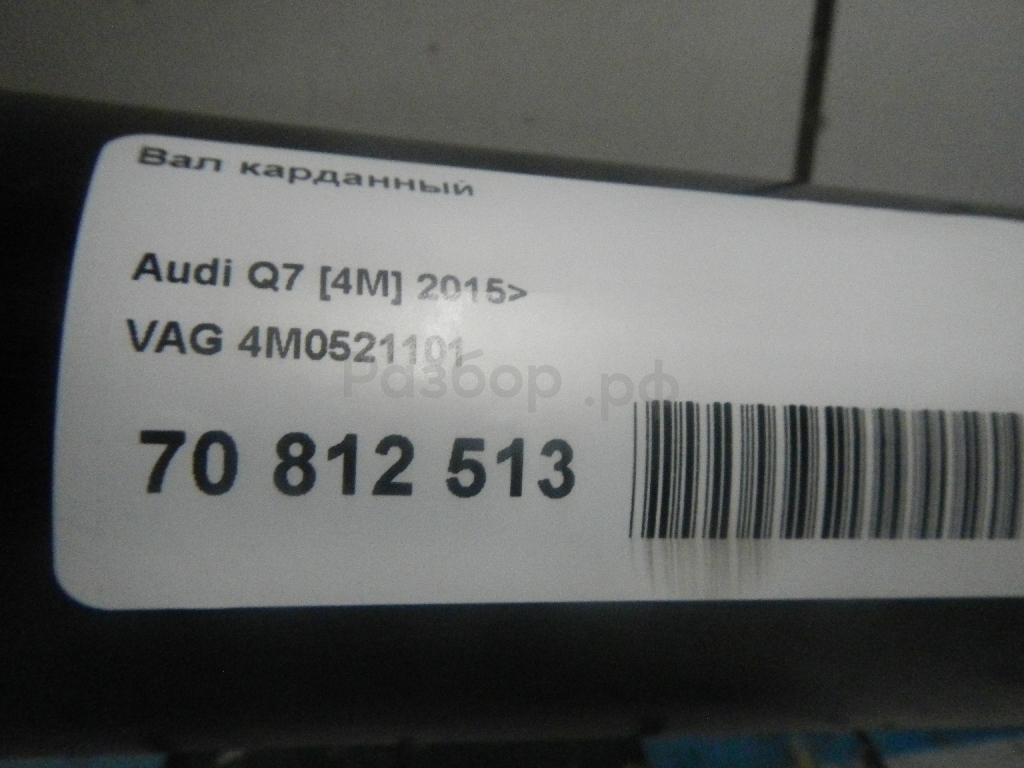 Вал карданный
Audi Q7 [4M] 2015>
VAG 4M0521101
Разбор.рф
70 812 513